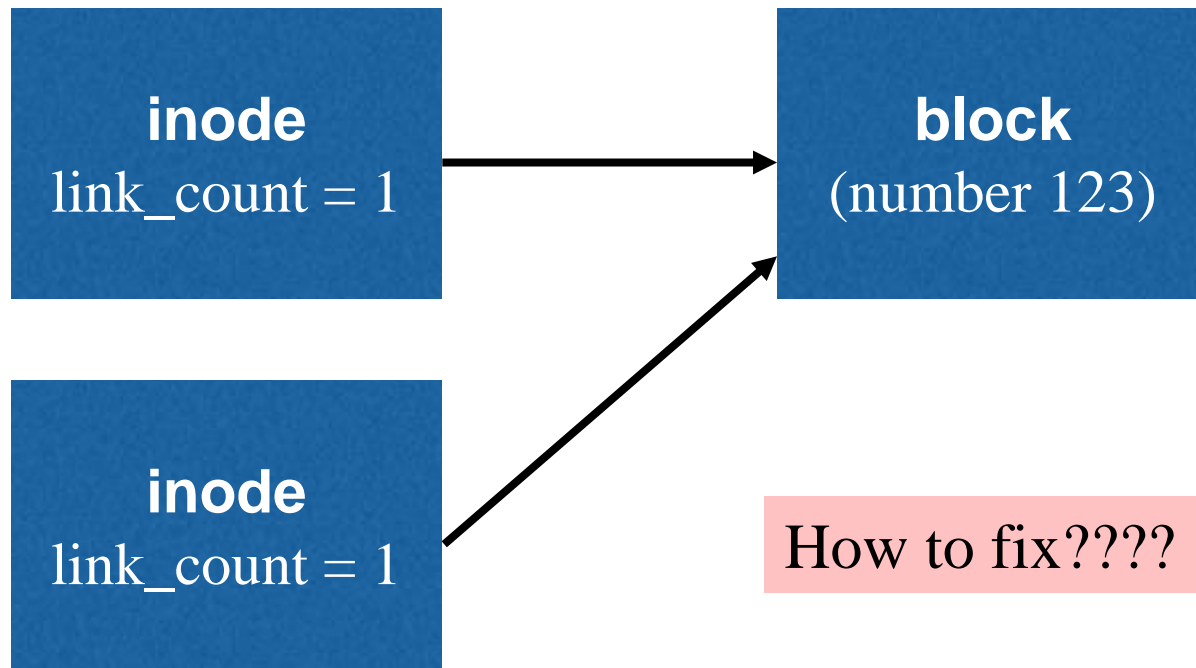 inode
link_count = 1
block
(number 123)
inode
link_count = 1
How to fix????